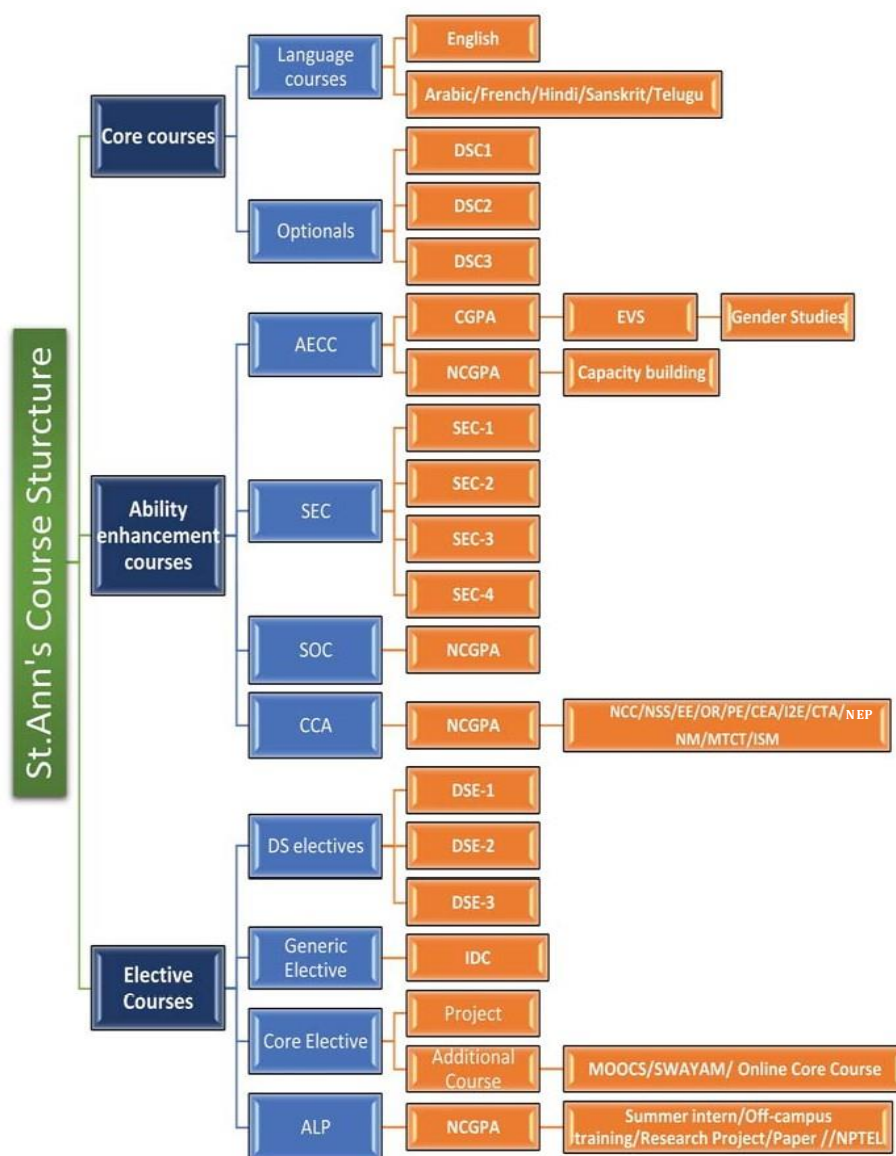 St.Ann's Course Sturcture
Core courses
Language
courses
English
Arabic/French/Hindi/Sanskrit/Telugu
Optionals
DSC1
DSC2
DSC3
Ability
enhancement
courses
AECC
CGPA
EVS
Gender Studies
NCGPA
Capacity building
SEC
SEC-1
SEC-2
SEC-3
SEC-4
SOC
NCGPA
CCA
NCGPA
NCC/NSS/EE/OR/PE/CEA/I2E/CTA/NEP
NM/MTCT/ISM
Elective
Courses
DS electives
DSE-1
DSE-2
DSE-3
Generic
Elective
IDC
Core Elective
Project
Additional
Course
MOOCS/SWAYAM/ Online Core Course
ALP
NCGPA
Summer intern/Off-campus
training/Research Project/Paper //NPTEL